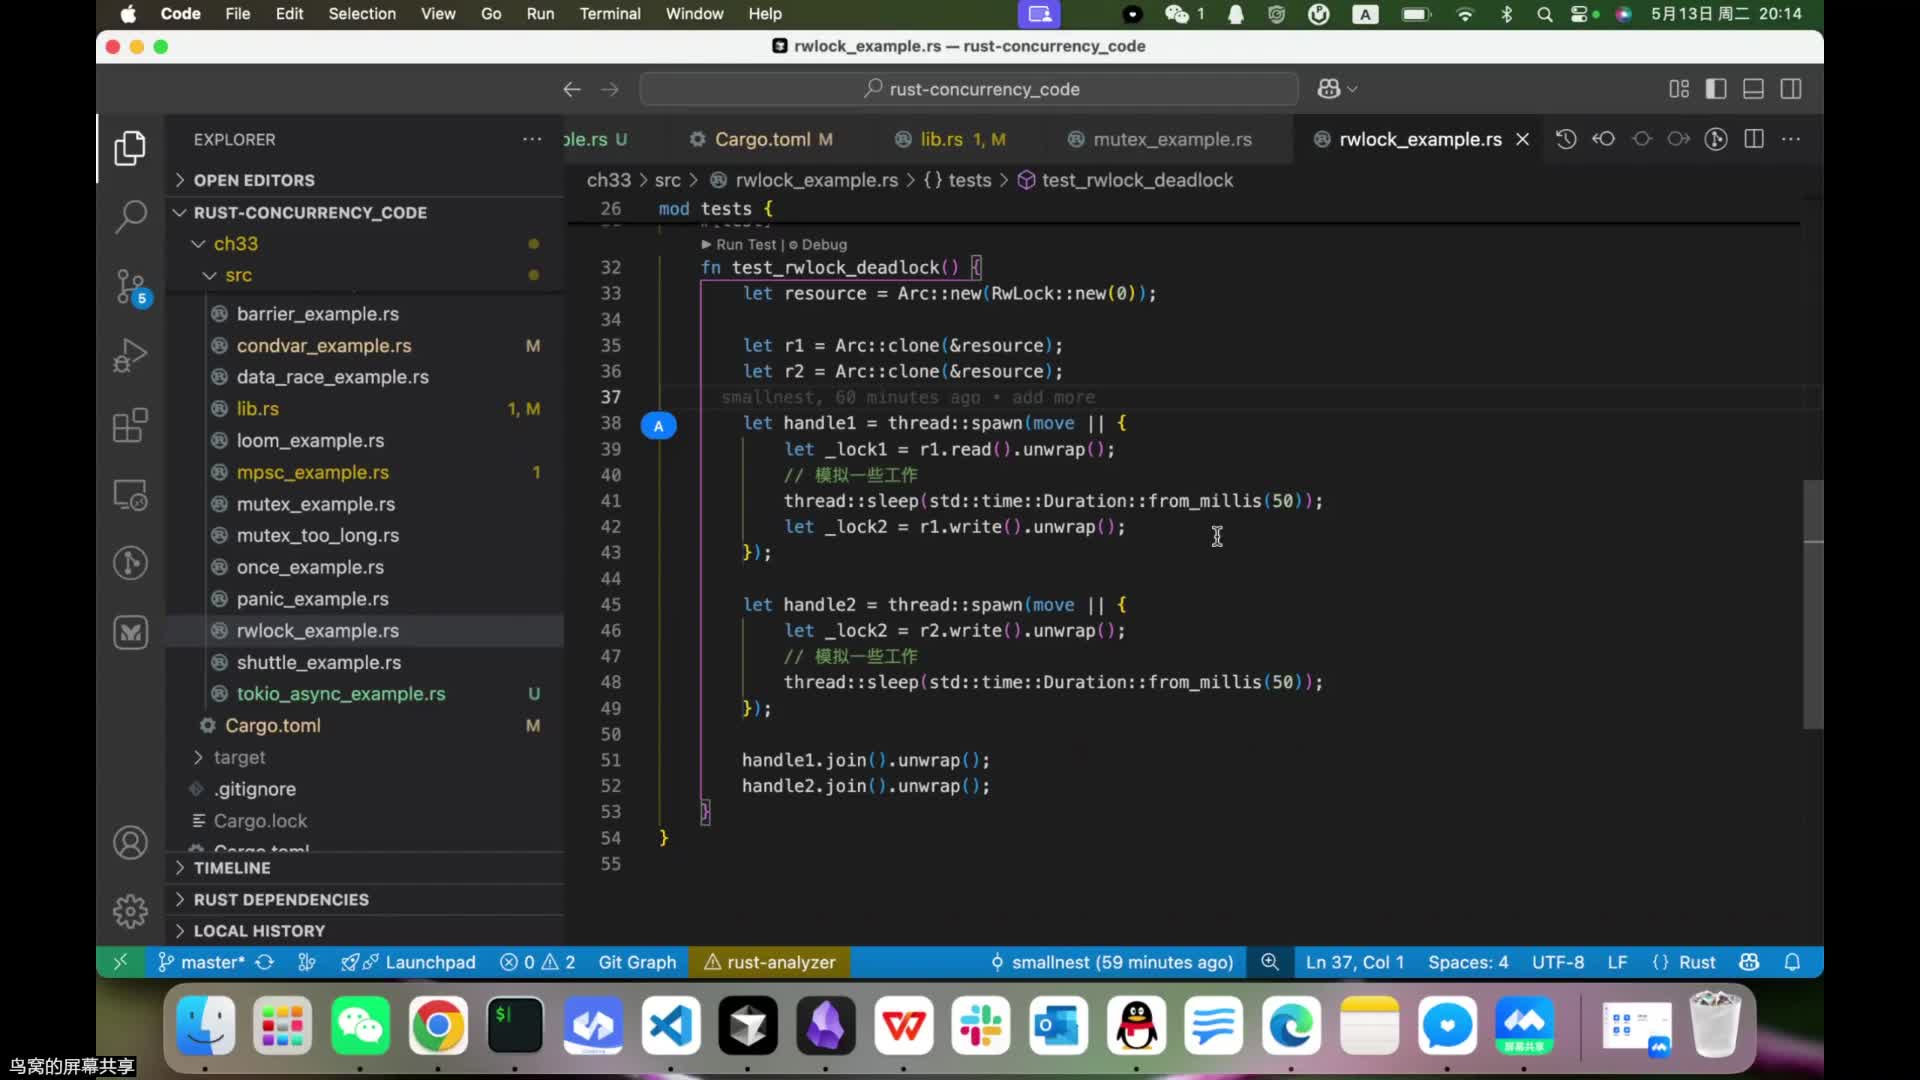 Code File Edit Selection View Go Run Terminal Window Help 1 A 5月13日 周二 20:14
rwlock_example.rs — rust-concurrency_code
rust-concurrency_code
EXPLORER
ple.rs U Cargo.toml M lib.rs 1, M mutex_example.rs rwlock_example.rs
OPEN EDITORS
ch33 > src > rwlock_example.rs > {} tests > test_rwlock_deadlock
RUST-CONCURRENCY_CODE
ch33
src
5
barrier_example.rs
condvar_example.rs M
data_race_example.rs
lib.rs 1, M
loom_example.rs
mpsc_example.rs 1
mutex_example.rs
mutex_too_long.rs
once_example.rs
panic_example.rs
rwlock_example.rs
shuttle_example.rs
tokio_async_example.rs U
Cargo.toml M
target
.gitignore
Cargo.lock
Cargo.toml
TIMELINE
RUST DEPENDENCIES
LOCAL HISTORY
26 mod tests {
#[test]
Run Test | Debug
32 fn test_rwlock_deadlock() {
33 let resource = Arc::new(RwLock::new(0));
34
35 let r1 = Arc::clone(&resource);
36 let r2 = Arc::clone(&resource);
37 smallnest, 60 minutes ago • add more
38 let handle1 = thread::spawn(move || {
A
39 let _lock1 = r1.read().unwrap();
40 // 模拟一些工作
41 thread::sleep(std::time::Duration::from_millis(50));
42 let _lock2 = r1.write().unwrap();
43 });
44
45 let handle2 = thread::spawn(move || {
46 let _lock2 = r2.write().unwrap();
47 // 模拟一些工作
48 thread::sleep(std::time::Duration::from_millis(50));
49 });
50
51 handle1.join().unwrap();
52 handle2.join().unwrap();
53 }
54 }
55
master* Launchpad 0 2 Git Graph rust-analyzer smallnest (59 minutes ago) Ln 37, Col 1 Spaces: 4 UTF-8 LF {} Rust
$
屏幕共享
鸟窝的屏幕共享